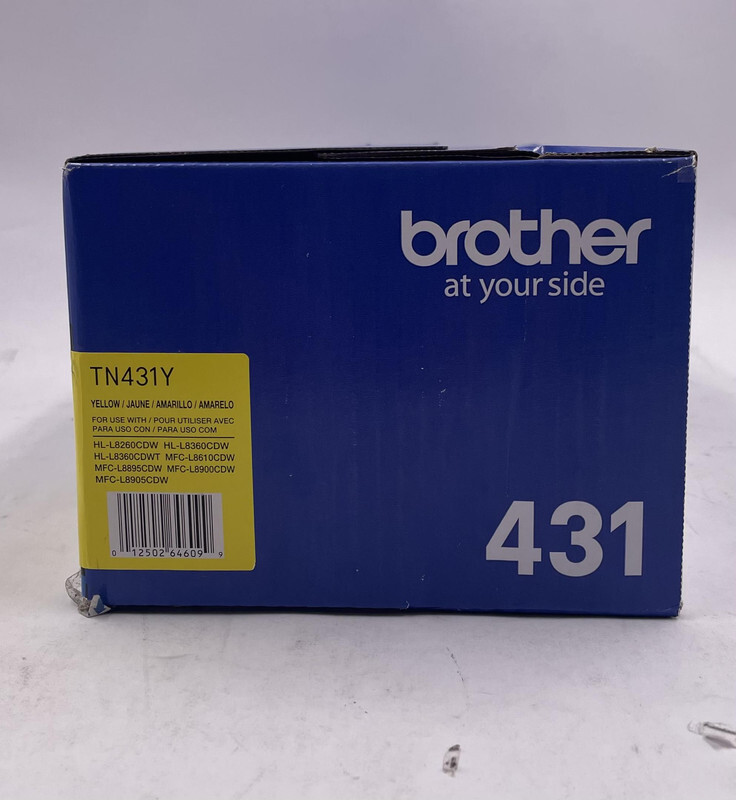 brother
at your side
TN431Y
YELLOW / JAUNE / AMARILLO / AMARELO
FOR USE WITH / POUR UTILISER AVEC
PARA USO CON / PARA USO COM
HL-L8260CDW HL-L8360CDW
HL-L8360CDWT MFC-L8610CDW
MFC-L8895CDW MFC-L8900CDW
MFC-L8905CDW
0 12502 64609 9
431